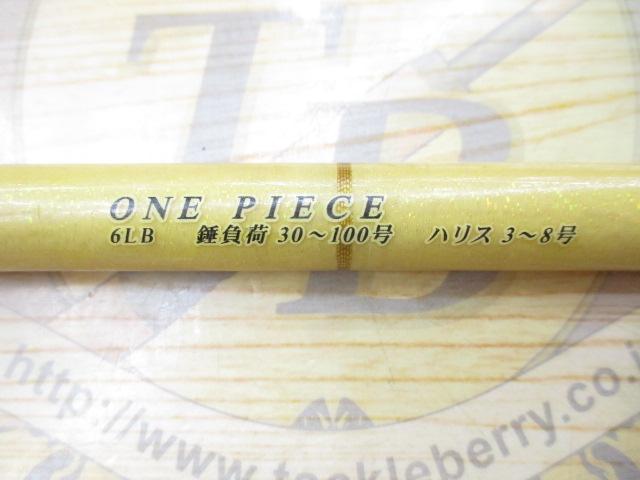 TB
ONE PIECE
6LB 錘負荷 30～100号 ハリス 3～8号
http://www.tackleberry.co.j